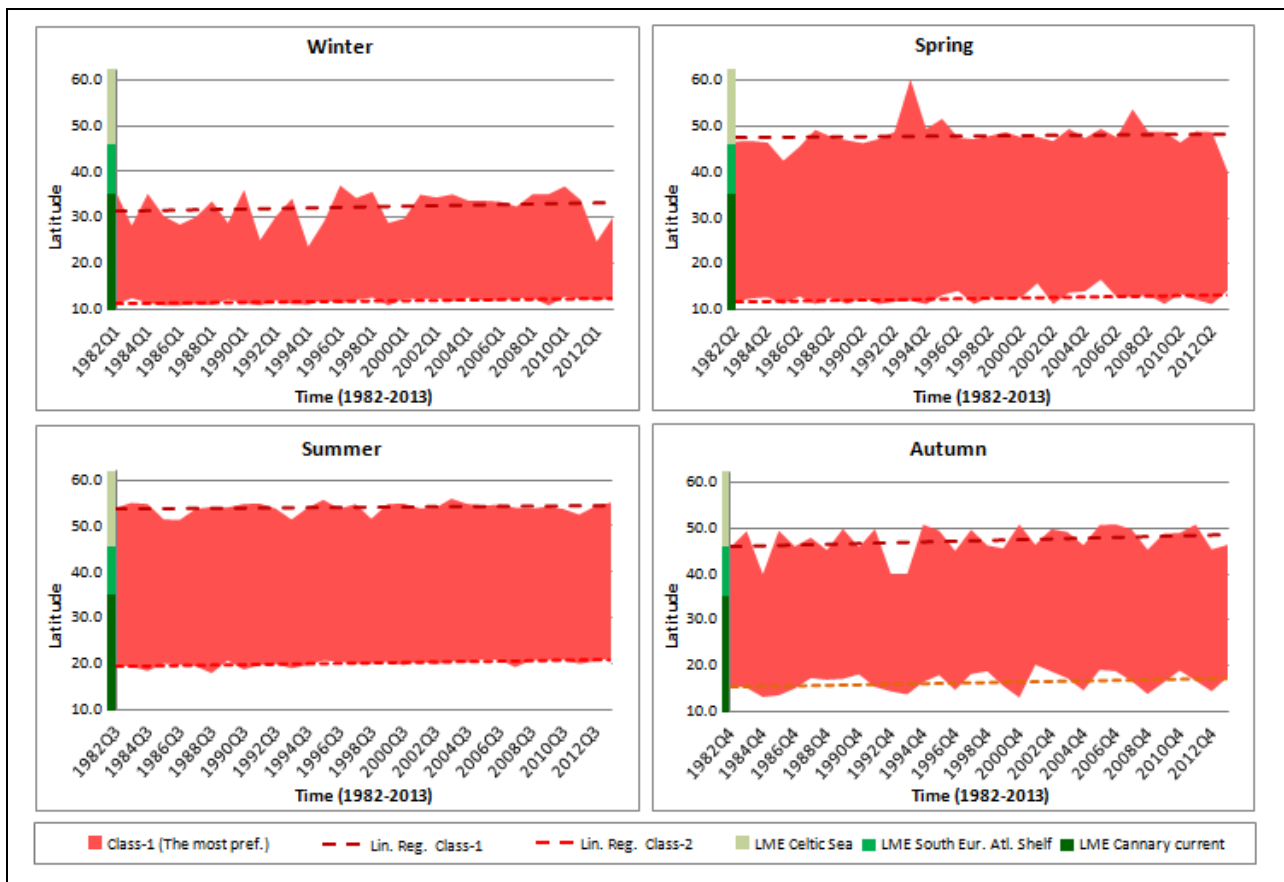 Winter
60.0
50.0
40.0
30.0
20.0
10.0
Latitude
1982Q1
1984Q1
1986Q1
1988Q1
1990Q1
1992Q1
1994Q1
1996Q1
1998Q1
2000Q1
2002Q1
2004Q1
2006Q1
2008Q1
2010Q1
2012Q1
Time (1982-2013)
Spring
60.0
50.0
40.0
30.0
20.0
10.0
Latitude
1982Q2
1984Q2
1986Q2
1988Q2
1990Q2
1992Q2
1994Q2
1996Q2
1998Q2
2000Q2
2002Q2
2004Q2
2006Q2
2008Q2
2010Q2
2012Q2
Time (1982-2013)
Summer
60.0
50.0
40.0
30.0
20.0
10.0
Latitude
1982Q3
1984Q3
1986Q3
1988Q3
1990Q3
1992Q3
1994Q3
1996Q3
1998Q3
2000Q3
2002Q3
2004Q3
2006Q3
2008Q3
2010Q3
2012Q3
Time (1982-2013)
Autumn
60.0
50.0
40.0
30.0
20.0
10.0
Latitude
1982Q4
1984Q4
1986Q4
1988Q4
1990Q4
1992Q4
1994Q4
1996Q4
1998Q4
2000Q4
2002Q4
2004Q4
2006Q4
2008Q4
2010Q4
2012Q4
Time (1982-2013)
Class-1 (The most pref.) Lin. Reg. Class-1 Lin. Reg. Class-2 LME Celtic Sea LME South Eur. Atl. Shelf LME Cannary current